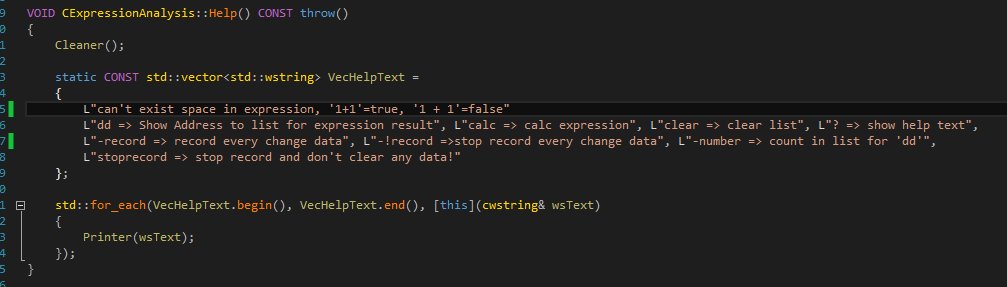 9 VOID CExpressionAnalysis::Help() CONST throw()
0 {
1     Cleaner();
2
3     static CONST std::vector<std::wstring> VecHelpText =
4     {
5         L"can't exist space in expression, '1+1'=true, '1 + 1'=false"
6         L"dd => Show Address to list for expression result", L"calc => calc expression", L"clear => clear list", L"? => show help text",
7         L"-record => record every change data", L"-!record =>stop record every change data", L"-number => count in list for 'dd'",
8         L"stoprecord => stop record and don't clear any data!"
9     };
0
1     std::for_each(VecHelpText.begin(), VecHelpText.end(), [this](cwstring& wsText)
2     {
3         Printer(wsText);
4     });
5 }
6